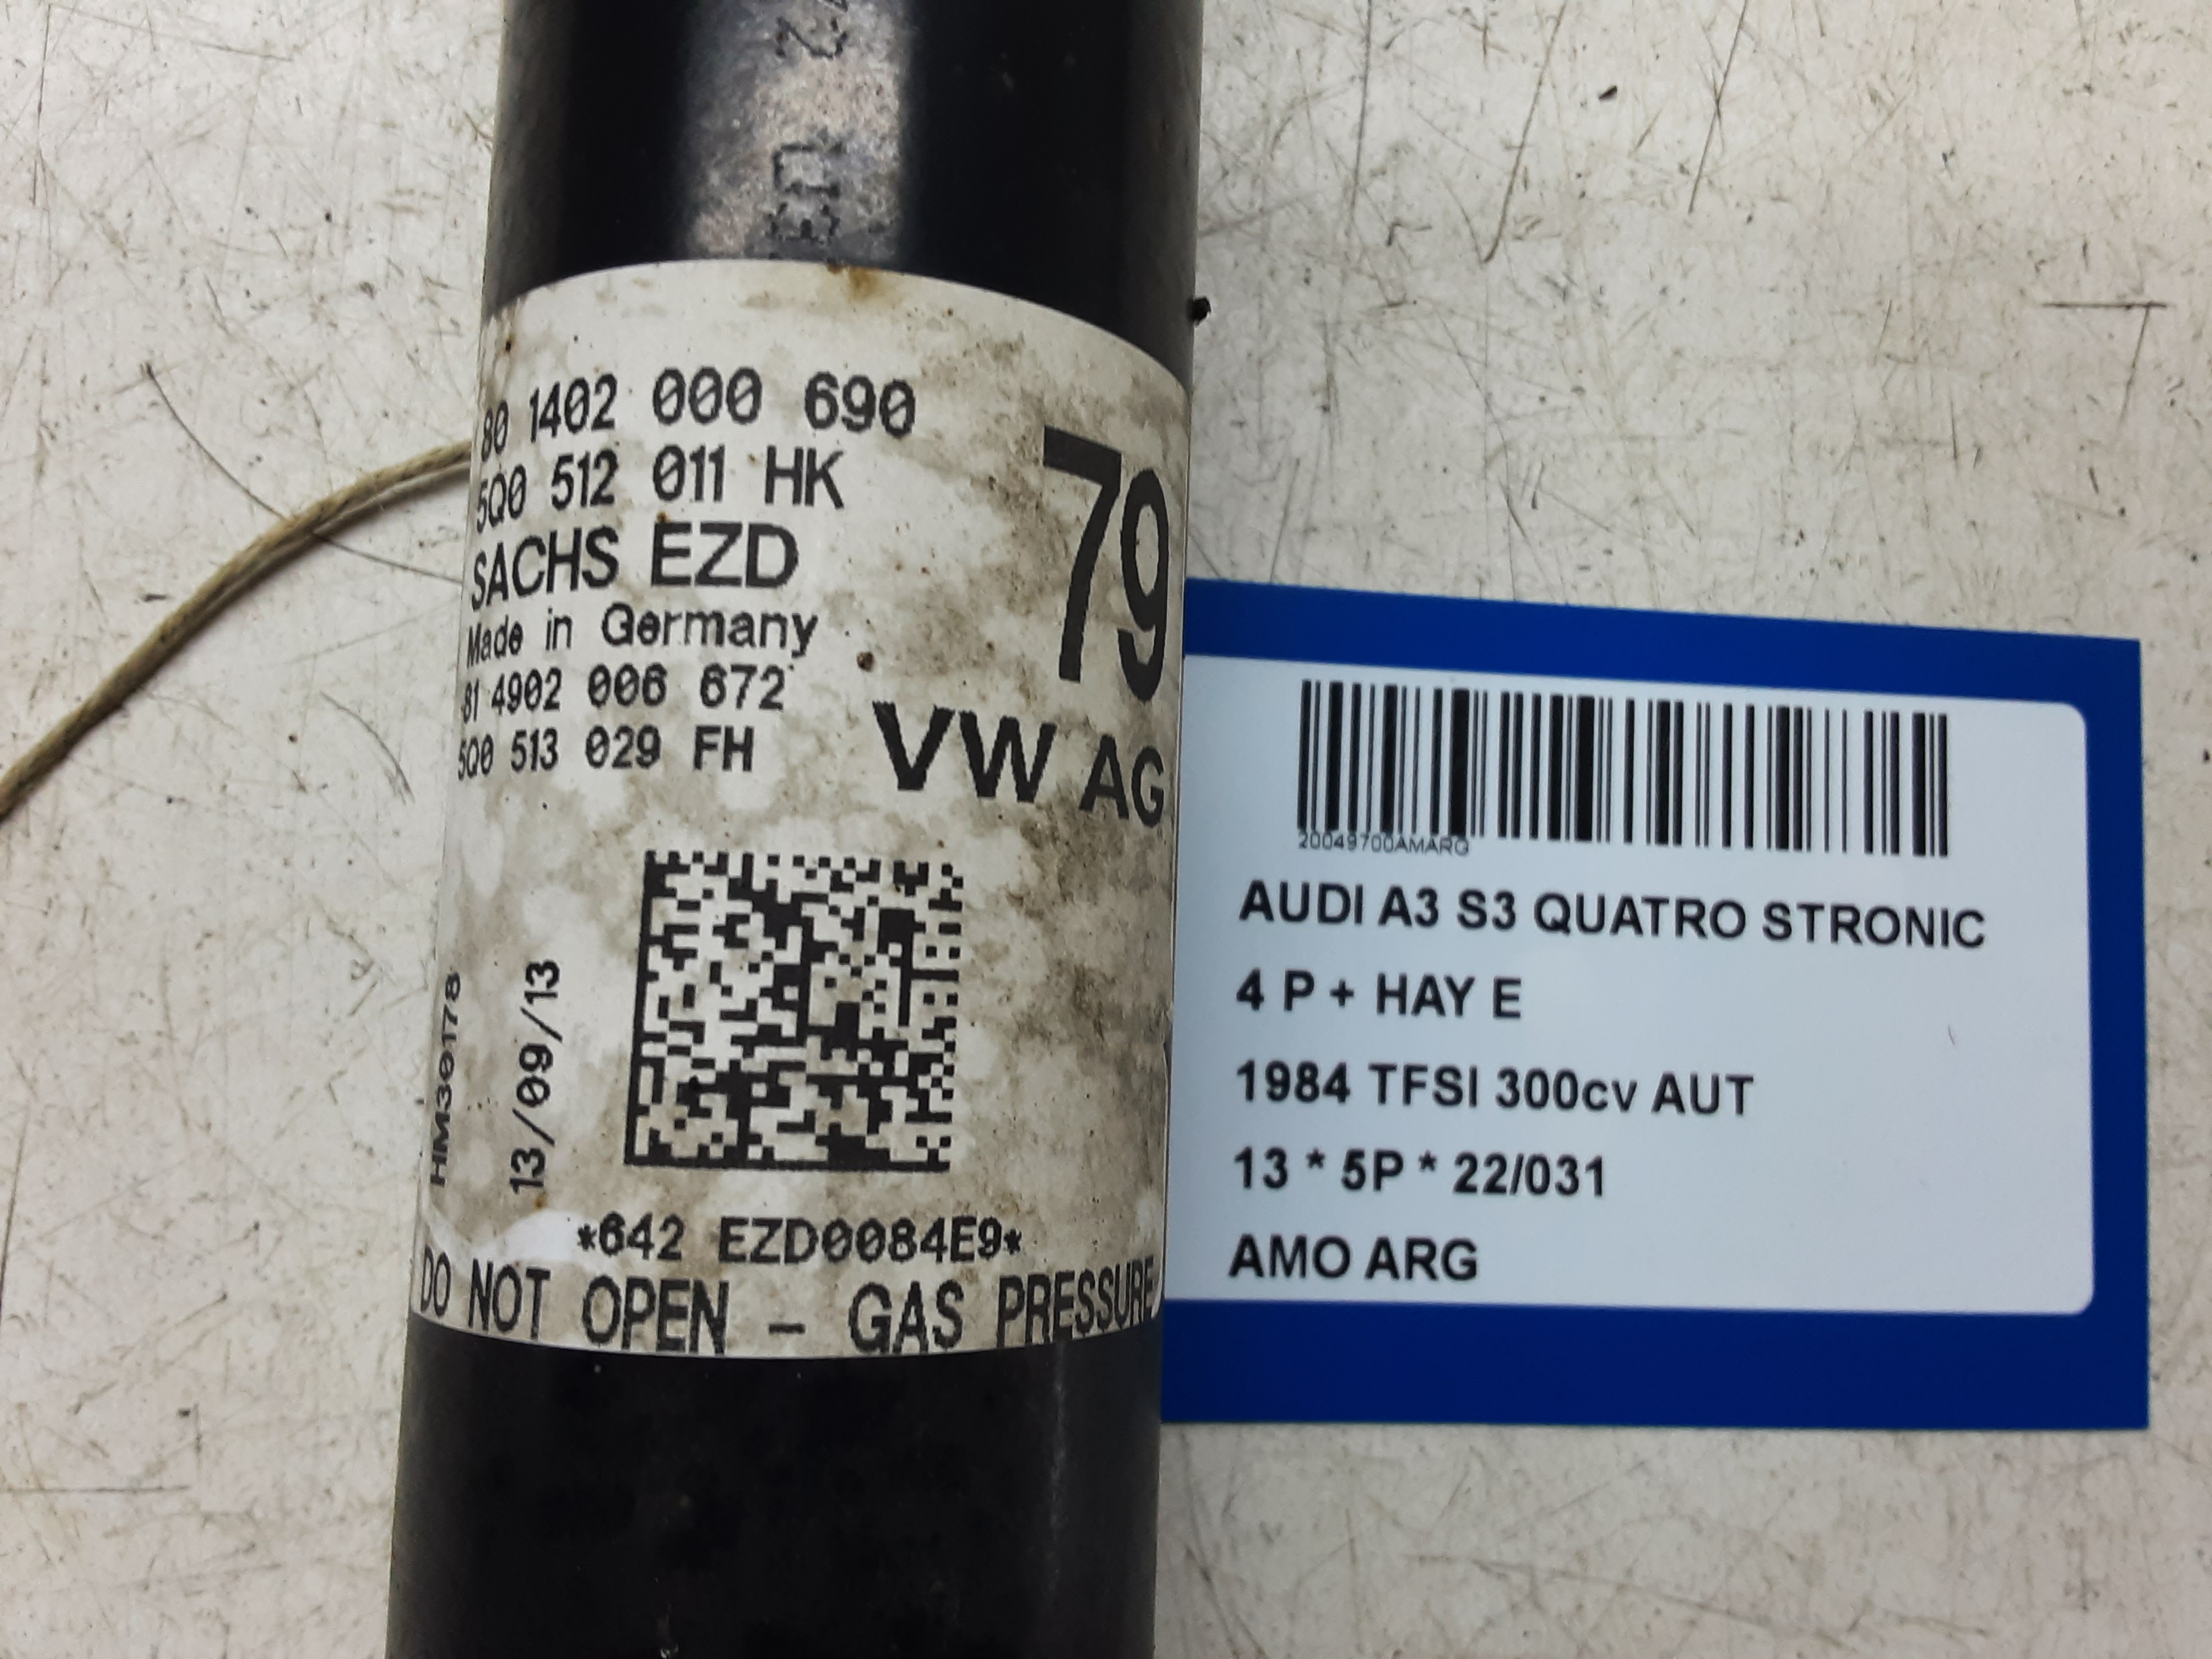 80 1402 000 690
5Q0 512 011 HK
SACHS EZD
Made in Germany
81 4902 006 672
5Q0 513 029 FH
79
VW AG
HM30178
13/09/13
*642 EZD0084E9*
DO NOT OPEN - GAS PRESSURE
20049700AMARG
AUDI A3 S3 QUATRO STRONIC
4 P + HAY E
1984 TFSI 300cv AUT
13 * 5P * 22/031
AMO ARG